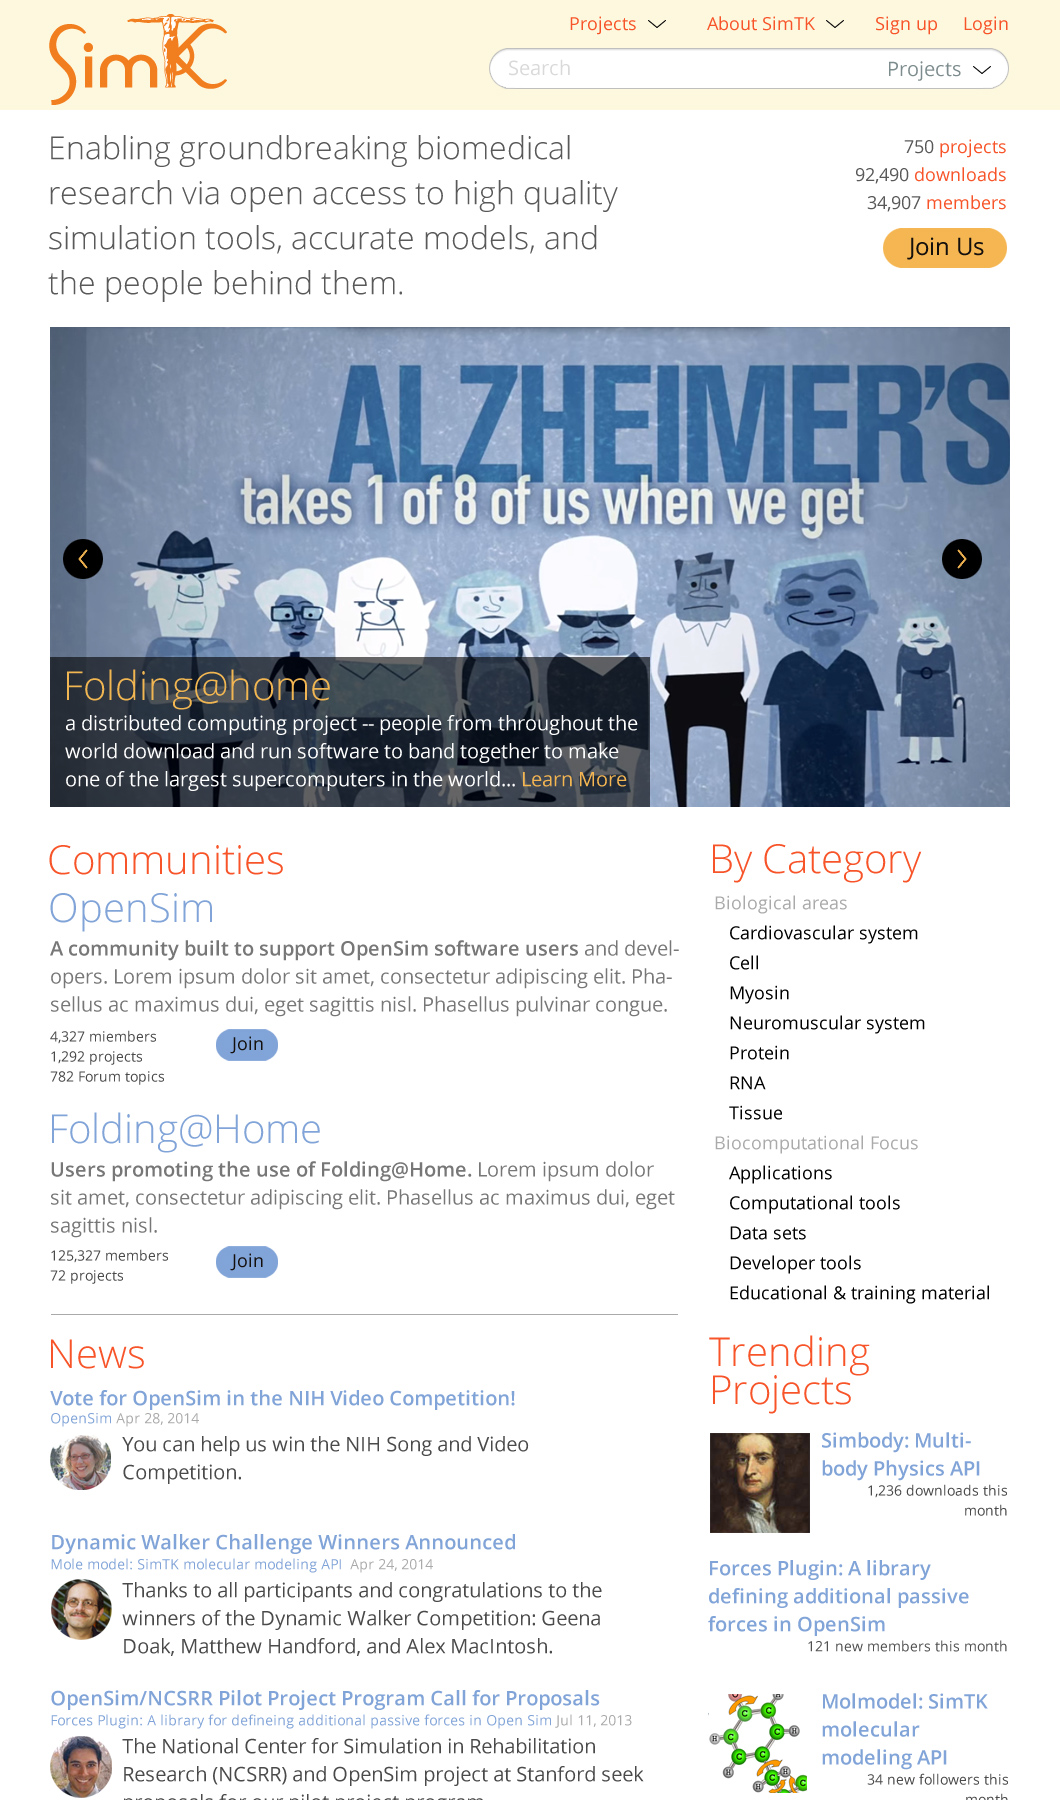 SimTK
Projects
About SimTK
Sign up
Login
Search
Projects
Enabling groundbreaking biomedical
research via open access to high quality
simulation tools, accurate models, and
the people behind them.
750 projects
92,490 downloads
34,907 members
Join Us
ALZHEIMER'S
takes 1 of 8 of us when we get
Folding@home
a distributed computing project -- people from throughout the
world download and run software to band together to make
one of the largest supercomputers in the world... Learn More
Communities
OpenSim
A community built to support OpenSim software users and devel-
opers. Lorem ipsum dolor sit amet, consectetur adipiscing elit. Pha-
sellus ac maximus dui, eget sagittis nisl. Phasellus pulvinar congue.
4,327 miembers
1,292 projects
782 Forum topics
Join
Folding@Home
Users promoting the use of Folding@Home. Lorem ipsum dolor
sit amet, consectetur adipiscing elit. Phasellus ac maximus dui, eget
sagittis nisl.
125,327 members
72 projects
Join
News
Vote for OpenSim in the NIH Video Competition!
OpenSim Apr 28, 2014
You can help us win the NIH Song and Video
Competition.
Dynamic Walker Challenge Winners Announced
Mole model: SimTK molecular modeling API Apr 24, 2014
Thanks to all participants and congratulations to the
winners of the Dynamic Walker Competition: Geena
Doak, Matthew Handford, and Alex MacIntosh.
OpenSim/NCSRR Pilot Project Program Call for Proposals
Forces Plugin: A library for defineing additional passive forces in Open Sim Jul 11, 2013
The National Center for Simulation in Rehabilitation
Research (NCSRR) and OpenSim project at Stanford seek
proposals for our pilot project program
By Category
Biological areas
Cardiovascular system
Cell
Myosin
Neuromuscular system
Protein
RNA
Tissue
Biocomputational Focus
Applications
Computational tools
Data sets
Developer tools
Educational & training material
Trending
Projects
Simbody: Multi-
body Physics API
1,236 downloads this
month
Forces Plugin: A library
defining additional passive
forces in OpenSim
121 new members this month
Molmodel: SimTK
molecular
modeling API
34 new followers this
month